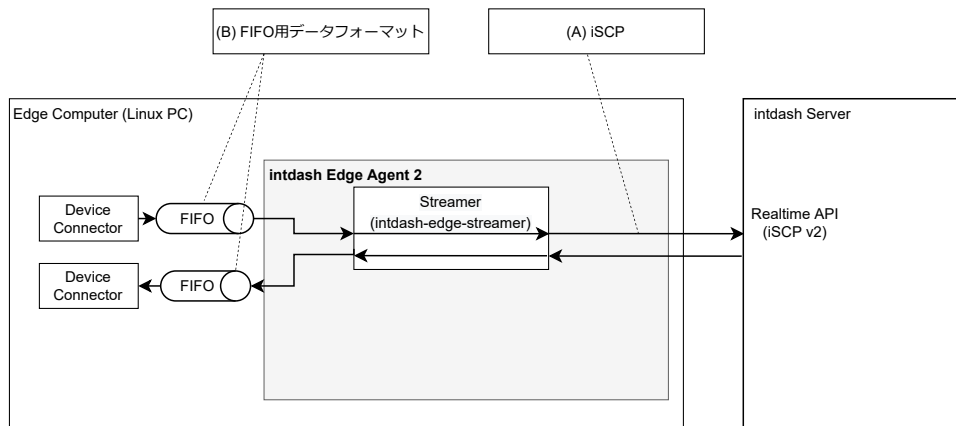 (B) FIFO用データフォーマット
(A) iSCP
Edge Computer (Linux PC)
intdash Server
intdash Edge Agent 2
Streamer
(intdash-edge-streamer)
Device
Connector
FIFO
Realtime API
(iSCP v2)
Device
Connector
FIFO